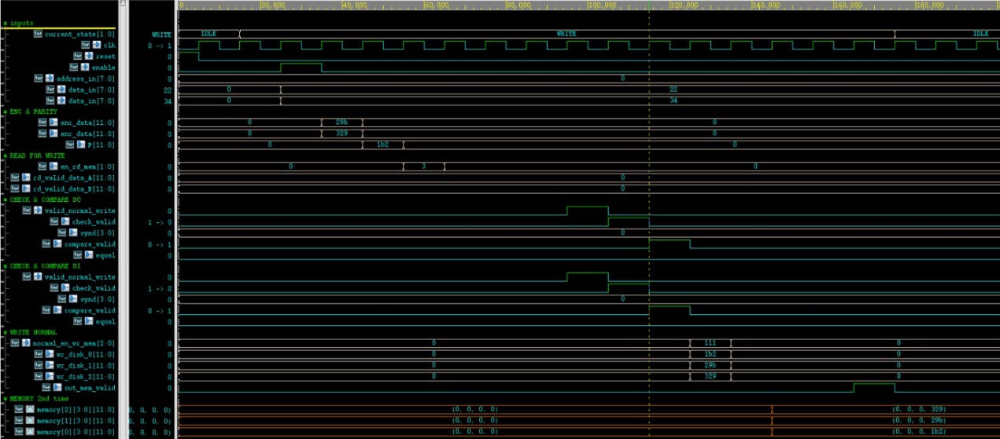 0 20,000 40,000 60,000 80,000 100,000 120,000 140,000 160,000 180,000
inputs
current_state[1:0] WRITE IDLE WRITE IDLE
clk 0 -> 1
reset 0
enable 0
address_in[7:0] 0 0
data_in[7:0] 22 0 22
data_in[7:0] 34 0 34
ENC & PARITY
enc_data[11:0] 0 0 29b 0
enc_data[11:0] 0 0 329 0
P[11:0] 0 0 1b2 0
READ FOR WRITE
en_rd_mem[1:0] 0 0 3 0
rd_valid_data_A[11:0] 0 0
rd_valid_data_B[11:0] 0 0
CHECK & COMPARE D0
valid_normal_write 0
check_valid 1 -> 0
synd[3:0] 0 0
compare_valid 0 -> 1
equal 0
CHECK & COMPARE D1
valid_normal_write 0
check_valid 1 -> 0
synd[3:0] 0 0
compare_valid 0 -> 1
equal 0
WRITE NORMAL
normal_en_wr_mem[2:0] 0 0 111 0
wr_disk_0[11:0] 0 0 1b2 0
wr_disk_1[11:0] 0 0 29b 0
wr_disk_2[11:0] 0 0 329 0
out_mem_valid 0
MEMORY 2nd time
memory[2][3:0][11:0] 0, 0, 0, 0) (0, 0, 0, 0) (0, 0, 0, 329)
memory[1][3:0][11:0] 0, 0, 0, 0) (0, 0, 0, 0) (0, 0, 0, 29b)
memory[0][3:0][11:0] 0, 0, 0, 0) (0, 0, 0, 0) (0, 0, 0, 1b2)